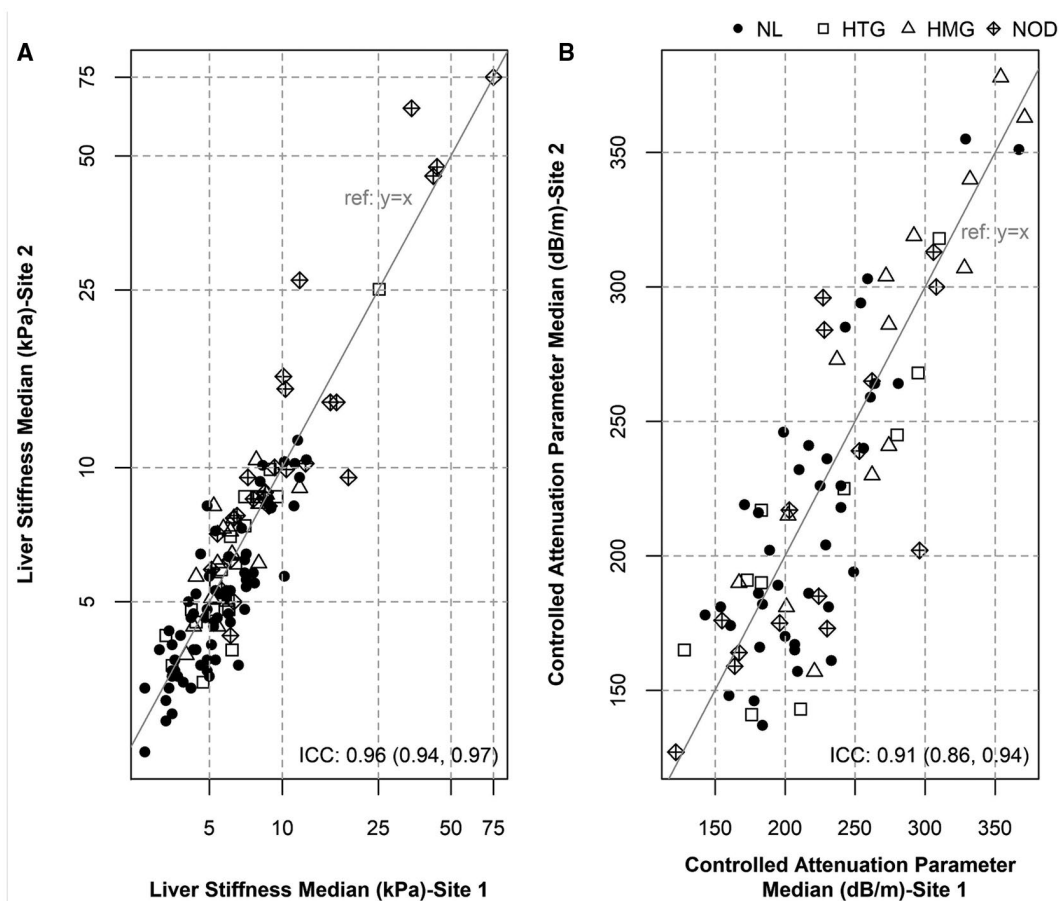 NL HTG HMG NOD
A
B
Liver Stiffness Median (kPa)-Site 2
75
50
25
10
5
ref: y=x
ICC: 0.96 (0.94, 0.97)
5 10 25 50 75
Liver Stiffness Median (kPa)-Site 1
Controlled Attenuation Parameter Median (dB/m)-Site 2
350
300
250
200
150
ref: y=x
ICC: 0.91 (0.86, 0.94)
150 200 250 300 350
Controlled Attenuation Parameter
Median (dB/m)-Site 1